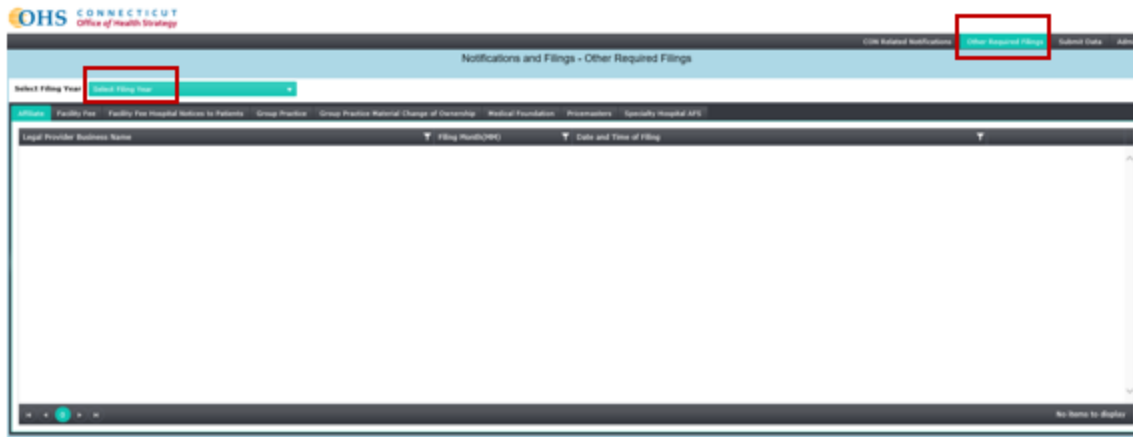 OHS CONNECTICUT
Office of Health Strategy
CON Related Notifications Other Required Filings Submit Data Adm
Notifications and Filings - Other Required Filings
Select Filing Year Select Filing Year
Affiliate Facility Fee Facility Fee Hospital Notices to Patients Group Practice Group Practice Material Change of Ownership Medical Foundation Pricemasters Specialty Hospital AFS
Legal Provider Business Name Filing Month(MM) Date and Time of Filing
0
No items to display